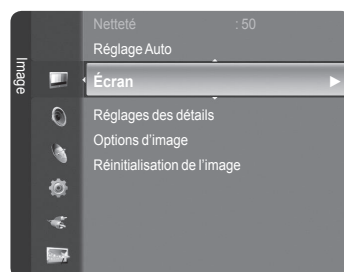 Image
Netteté : 50
Réglage Auto
Écran
Réglages des détails
Options d'image
Réinitialisation de l'image